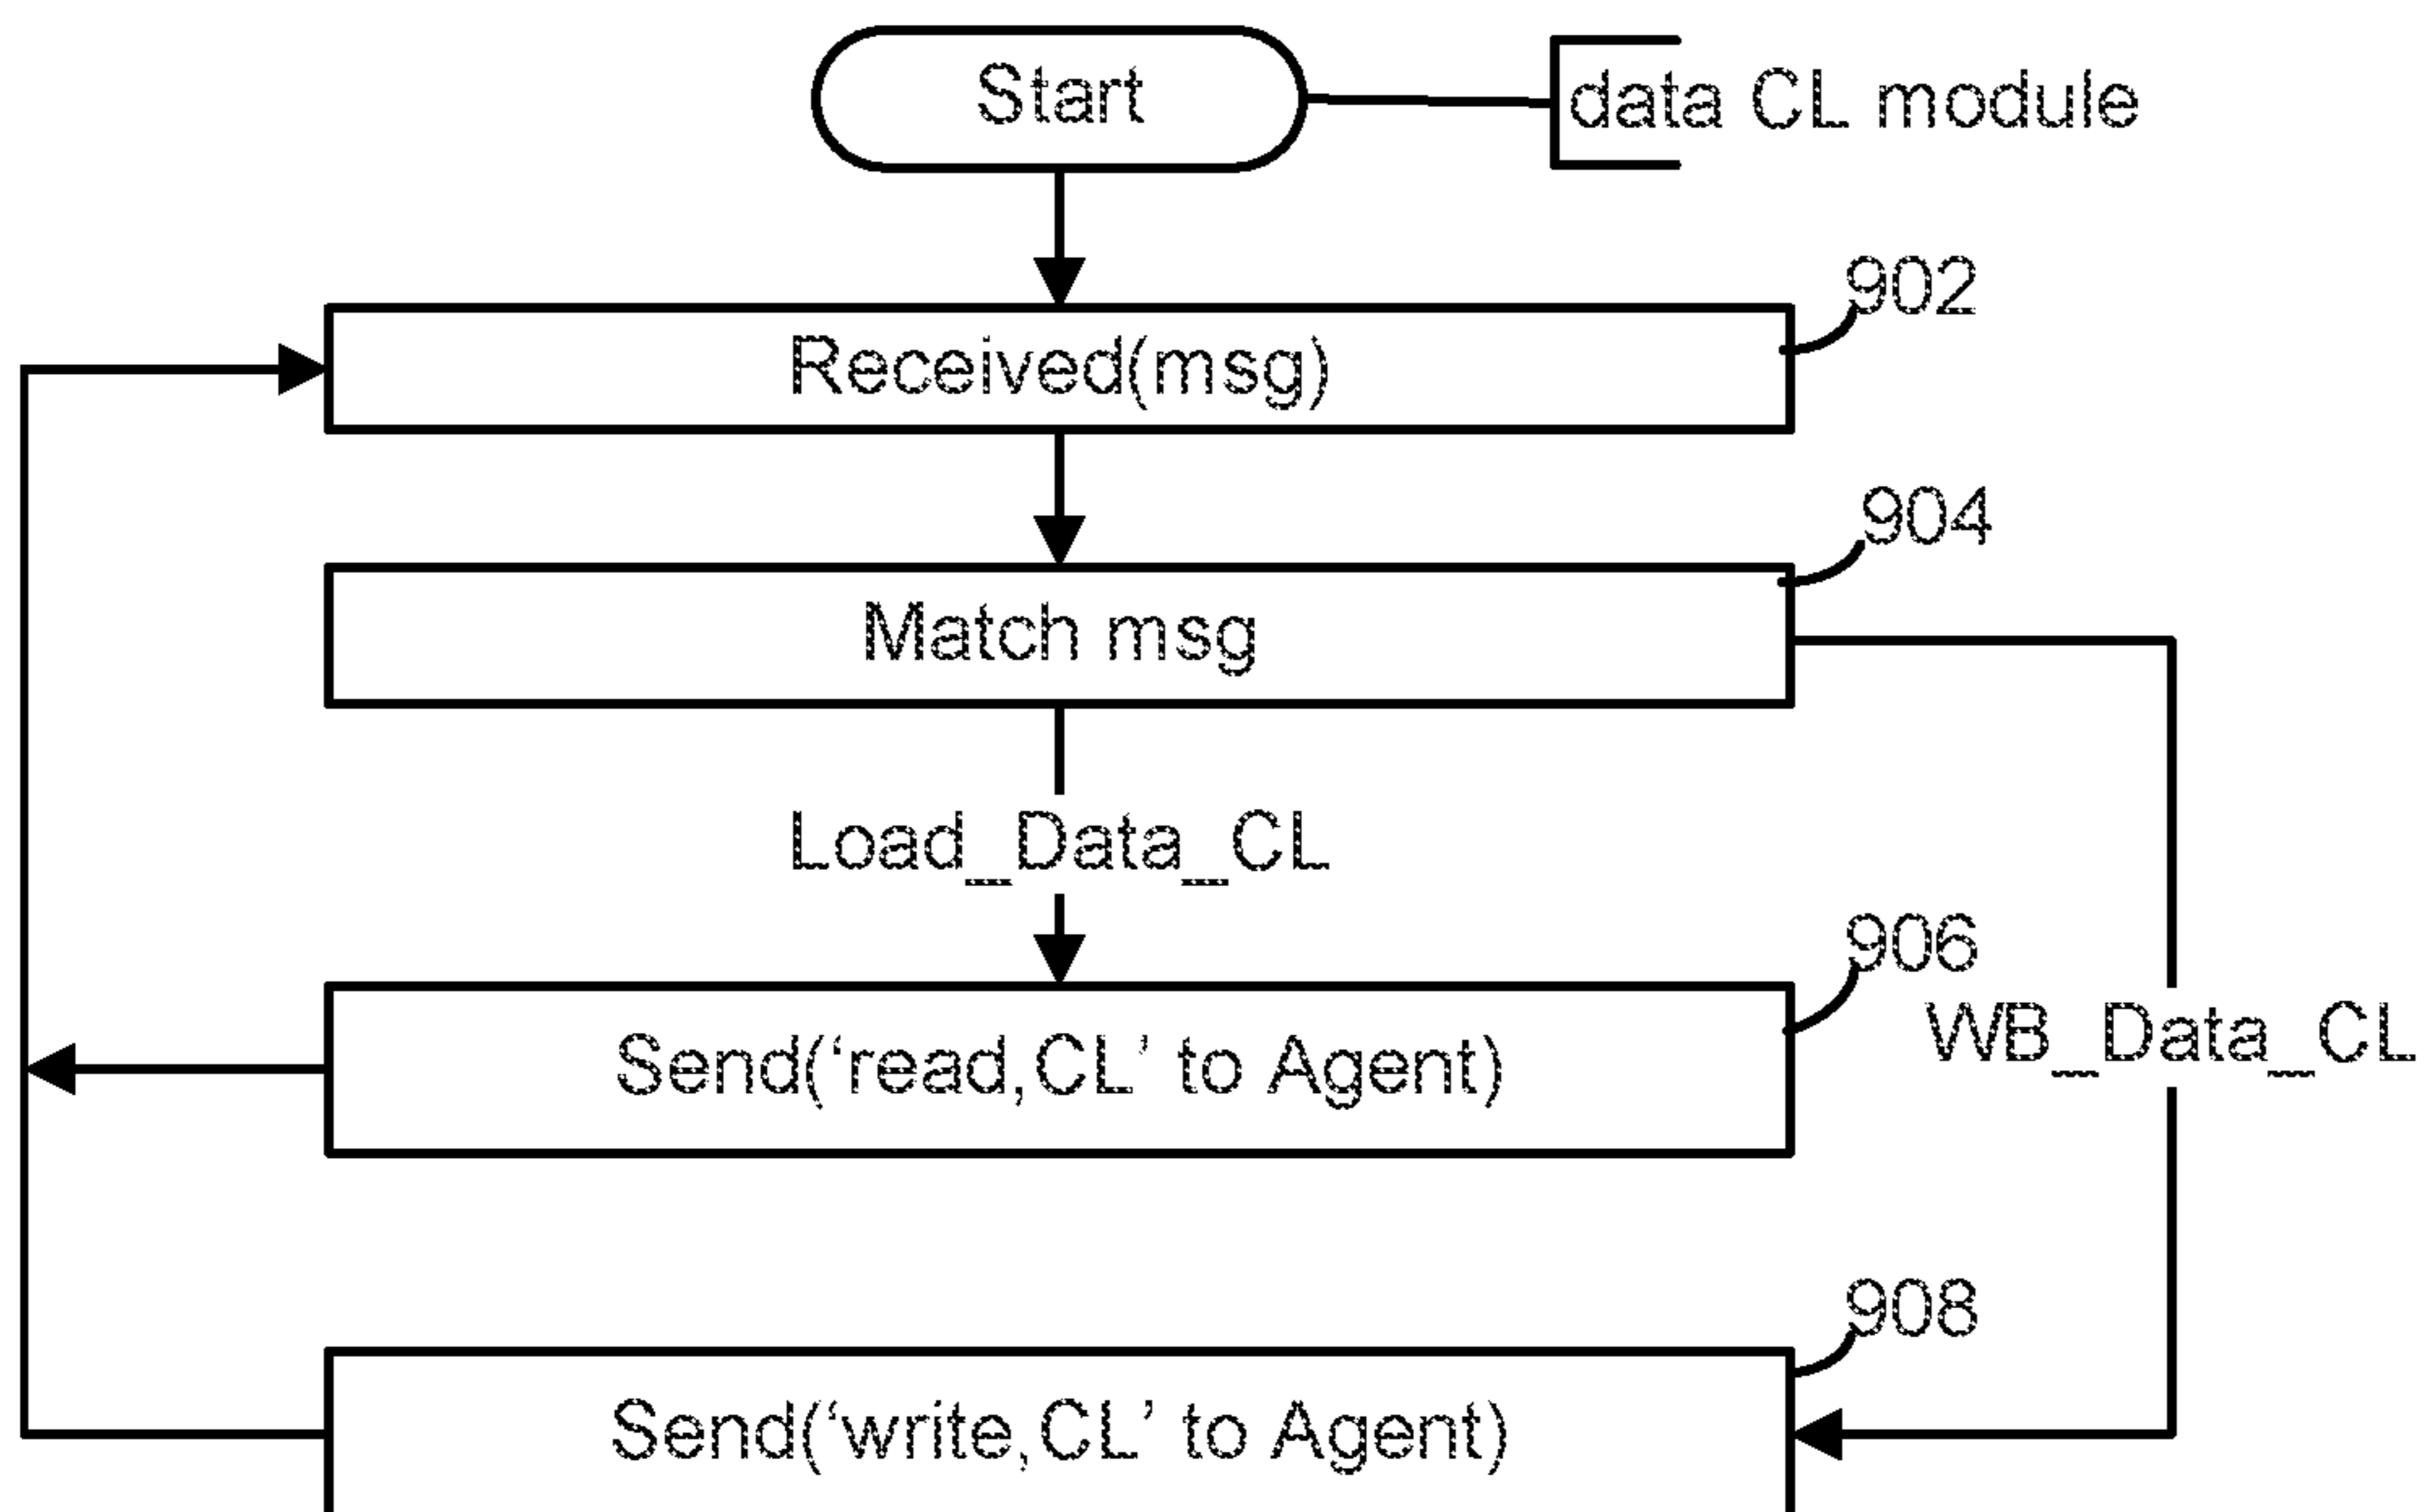 Start
data CL module
902
Received(msg)
904
Match msg
Load_Data_CL
906
WB_Data_CL
Send(‘read,CL’ to Agent)
908
Send(‘write,CL’ to Agent)